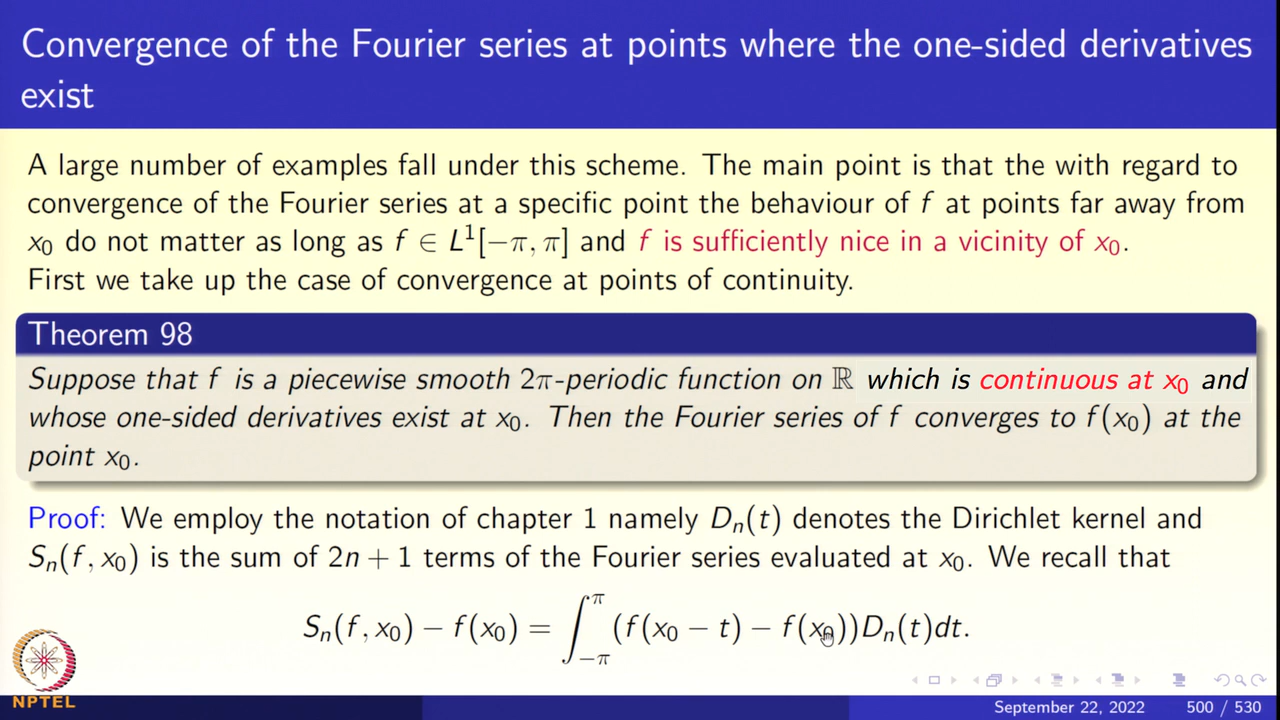 Convergence of the Fourier series at points where the one-sided derivatives
exist
A large number of examples fall under this scheme. The main point is that the with regard to
convergence of the Fourier series at a specific point the behaviour of f at points far away from
x₀ do not matter as long as f ∈ L¹[−π, π] and f is sufficiently nice in a vicinity of x₀.
First we take up the case of convergence at points of continuity.
Theorem 98
Suppose that f is a piecewise smooth 2π-periodic function on ℝ which is continuous at x₀ and
whose one-sided derivatives exist at x₀. Then the Fourier series of f converges to f(x₀) at the
point x₀.
Proof: We employ the notation of chapter 1 namely Dₙ(t) denotes the Dirichlet kernel and
Sₙ(f, x₀) is the sum of 2n + 1 terms of the Fourier series evaluated at x₀. We recall that
Sₙ(f, x₀) − f(x₀) = ∫_{−π}^{π} (f(x₀ − t) − f(x₀))Dₙ(t)dt.
NPTEL
September 22, 2022 500 / 530